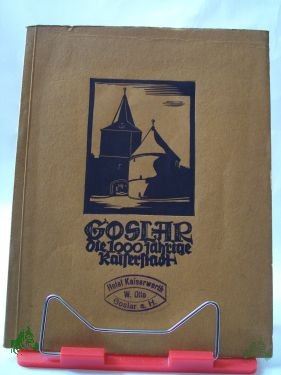 GOSLAR
die 1000 jährige
Kaiserstadt
Hotel Kaiserworth
W. Otto
Goslar a. H.